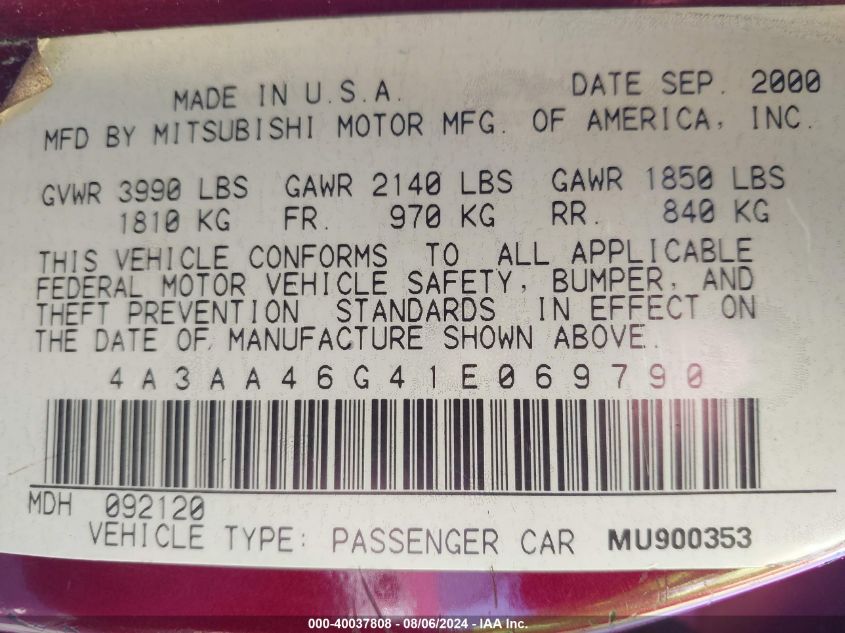 MADE IN U.S.A. DATE SEP. 2000
MFD BY MITSUBISHI MOTOR MFG. OF AMERICA, INC.
GVWR 3990 LBS GAWR 2140 LBS GAWR 1850 LBS
1810 KG FR. 970 KG RR. 840 KG
THIS VEHICLE CONFORMS TO ALL APPLICABLE
FEDERAL MOTOR VEHICLE SAFETY, BUMPER, AND
THEFT PREVENTION STANDARDS IN EFFECT ON
THE DATE OF MANUFACTURE SHOWN ABOVE.
4A3AA46G41E069790
MDH 092120
VEHICLE TYPE: PASSENGER CAR MU900353
000-40037808 - 08/06/2024 - IAA Inc.